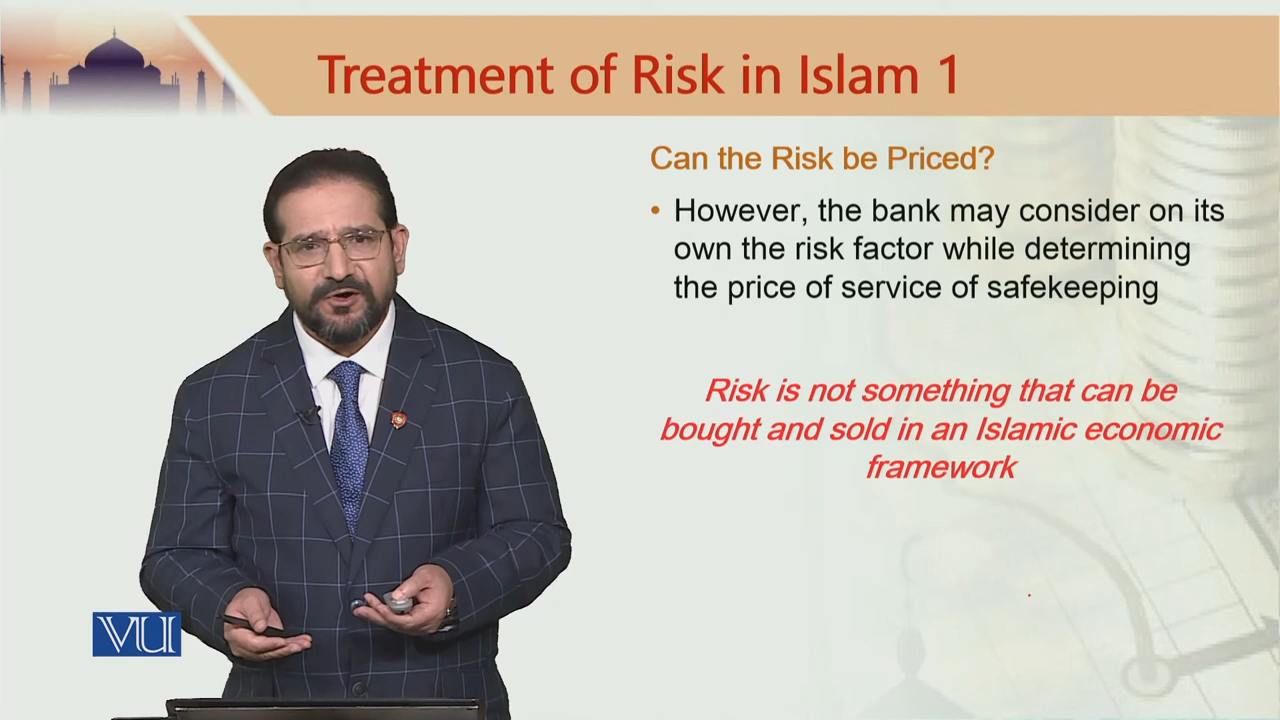 Treatment of Risk in Islam 1
Can the Risk be Priced?
• However, the bank may consider on its
own the risk factor while determining
the price of service of safekeeping
Risk is not something that can be
bought and sold in an Islamic economic
framework
VU